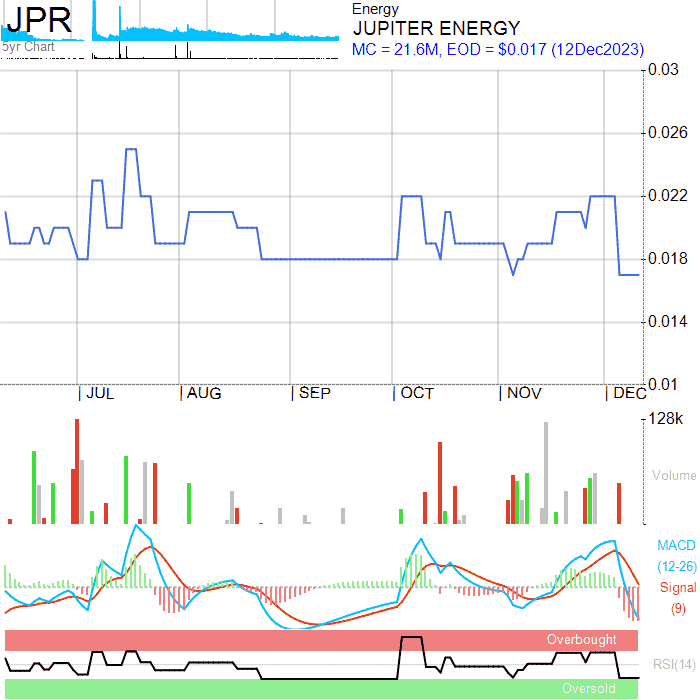 JPR
5yr Chart
Energy
JUPITER ENERGY
MC = 21.6M, EOD = $0.017 (12Dec2023)
0.03
0.026
0.022
0.018
0.014
0.01
JUL
AUG
SEP
OCT
NOV
DEC
128k
Volume
MACD
(12-26)
Signal
(9)
Overbought
RSI(14)
Oversold